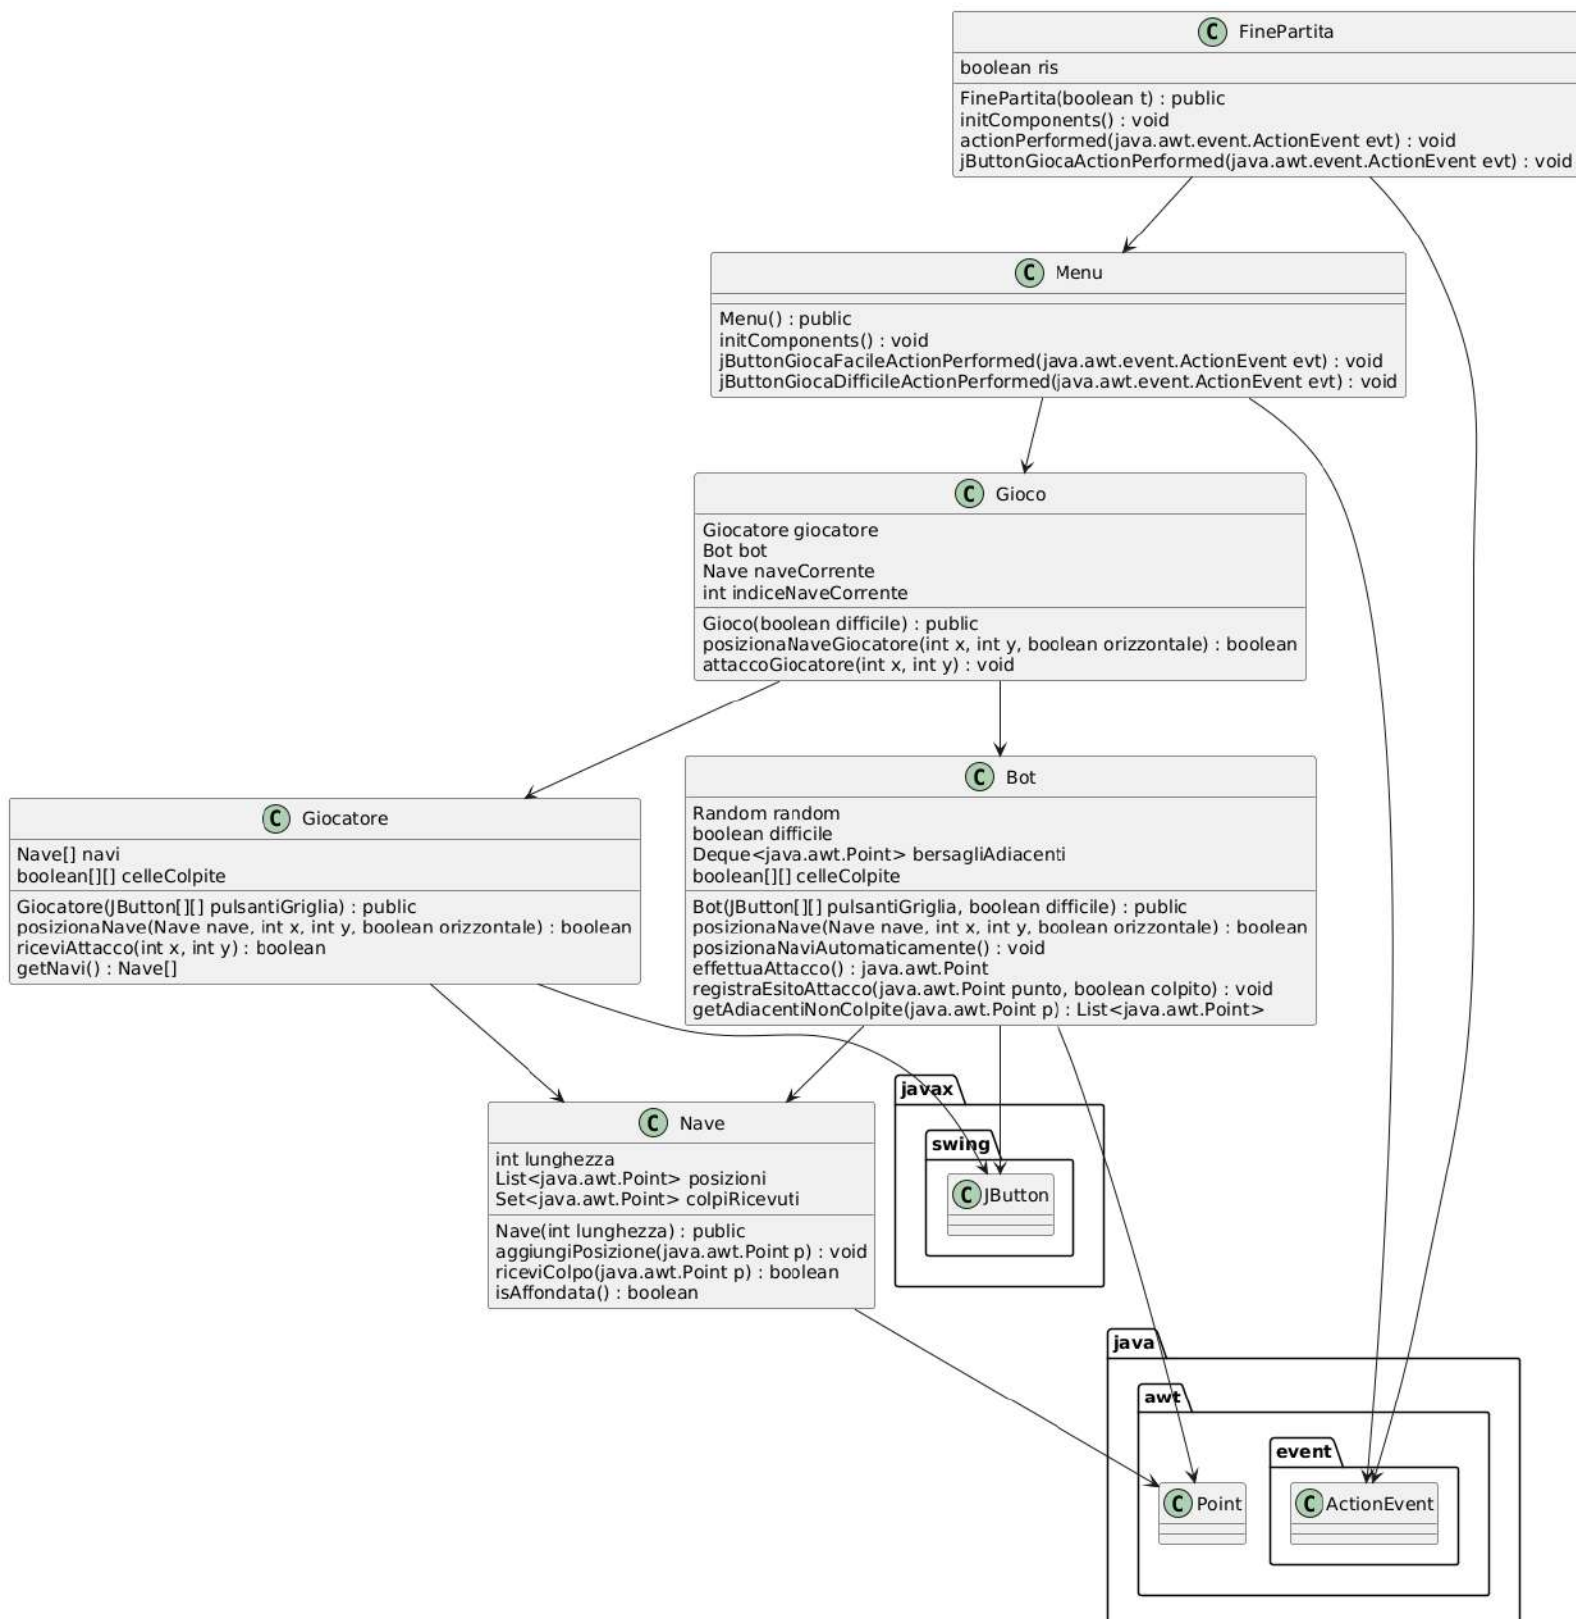 C FinePartita
boolean ris
FinePartita(boolean t) : public
initComponents() : void
actionPerformed(java.awt.event.ActionEvent evt) : void
jButtonGiocaActionPerformed(java.awt.event.ActionEvent evt) : void
C Menu
Menu() : public
initComponents() : void
jButtonGiocaFacileActionPerformed(java.awt.event.ActionEvent evt) : void
jButtonGiocaDifficileActionPerformed(java.awt.event.ActionEvent evt) : void
C Gioco
Giocatore giocatore
Bot bot
Nave naveCorrente
int indiceNaveCorrente
Gioco(boolean difficile) : public
posizionaNaveGiocatore(int x, int y, boolean orizzontale) : boolean
attaccoGiocatore(int x, int y) : void
C Giocatore
Nave[] navi
boolean[][] celleColpite
Giocatore(JButton[][] pulsantiGriglia) : public
posizionaNave(Nave nave, int x, int y, boolean orizzontale) : boolean
riceviAttacco(int x, int y) : boolean
getNavi() : Nave[]
C Bot
Random random
boolean difficile
Deque<java.awt.Point> bersagliAdiacenti
boolean[][] celleColpite
Bot(JButton[][] pulsantiGriglia, boolean difficile) : public
posizionaNave(Nave nave, int x, int y, boolean orizzontale) : boolean
posizionaNaviAutomaticamente() : void
effettuaAttacco() : java.awt.Point
registraEsitoAttacco(java.awt.Point punto, boolean colpito) : void
getAdiacentiNonColpite(java.awt.Point p) : List<java.awt.Point>
C Nave
int lunghezza
List<java.awt.Point> posizioni
Set<java.awt.Point> colpiRicevuti
Nave(int lunghezza) : public
aggiungiPosizione(java.awt.Point p) : void
riceviColpo(java.awt.Point p) : boolean
isAffondata() : boolean
javax
swing
C JButton
java
awt
event
C Point
C ActionEvent